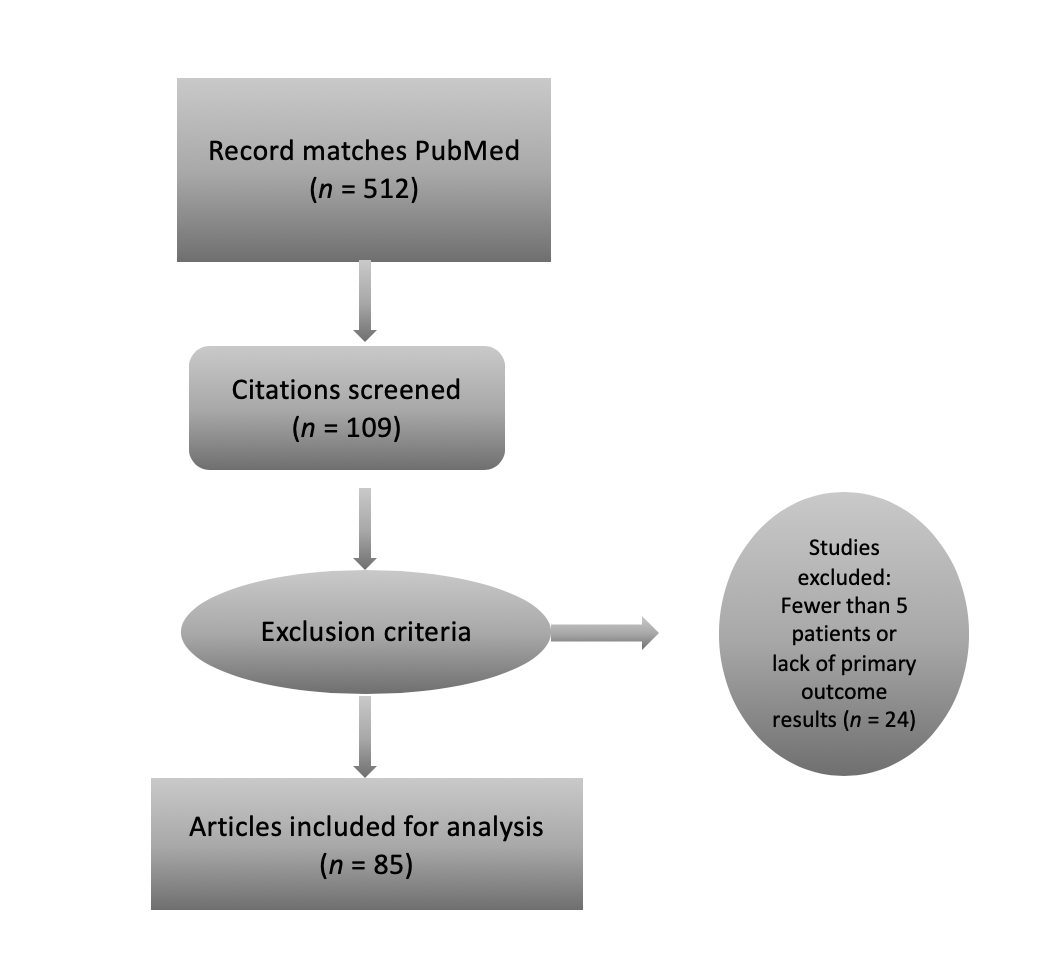 Record matches PubMed
(n = 512)
Citations screened
(n = 109)
Exclusion criteria
Studies
excluded:
Fewer than 5
patients or
lack of primary
outcome
results (n = 24)
Articles included for analysis
(n = 85)